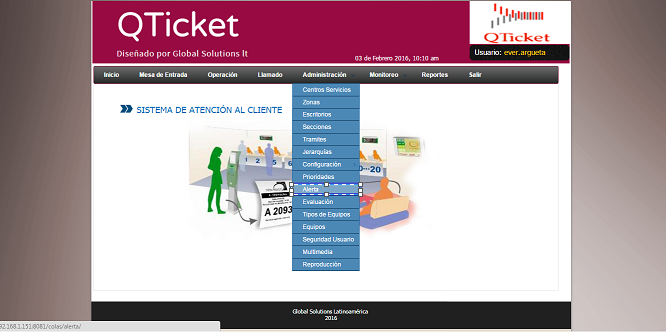 QTicket
Diseñado por Global Solutions lt
03 de Febrero 2016, 10:10 am
QTicket
Usuario: ever.argueta
Inicio Mesa de Entrada Operación Llamado Administración Monitoreo Reportes Salir
Centros Servicios
Zonas
Escritorios
Secciones
Tramites
Jerarquías
Configuración
Prioridades
Alerta
Evaluación
Tipos de Equipos
Equipos
Seguridad Usuario
Multimedia
Reproducción
SISTEMA DE ATENCIÓN AL CLIENTE
1 2 5
20
A 2093
Global Solutions Latinoamérica
2016
92.168.1.151:8081/colas/alerta/